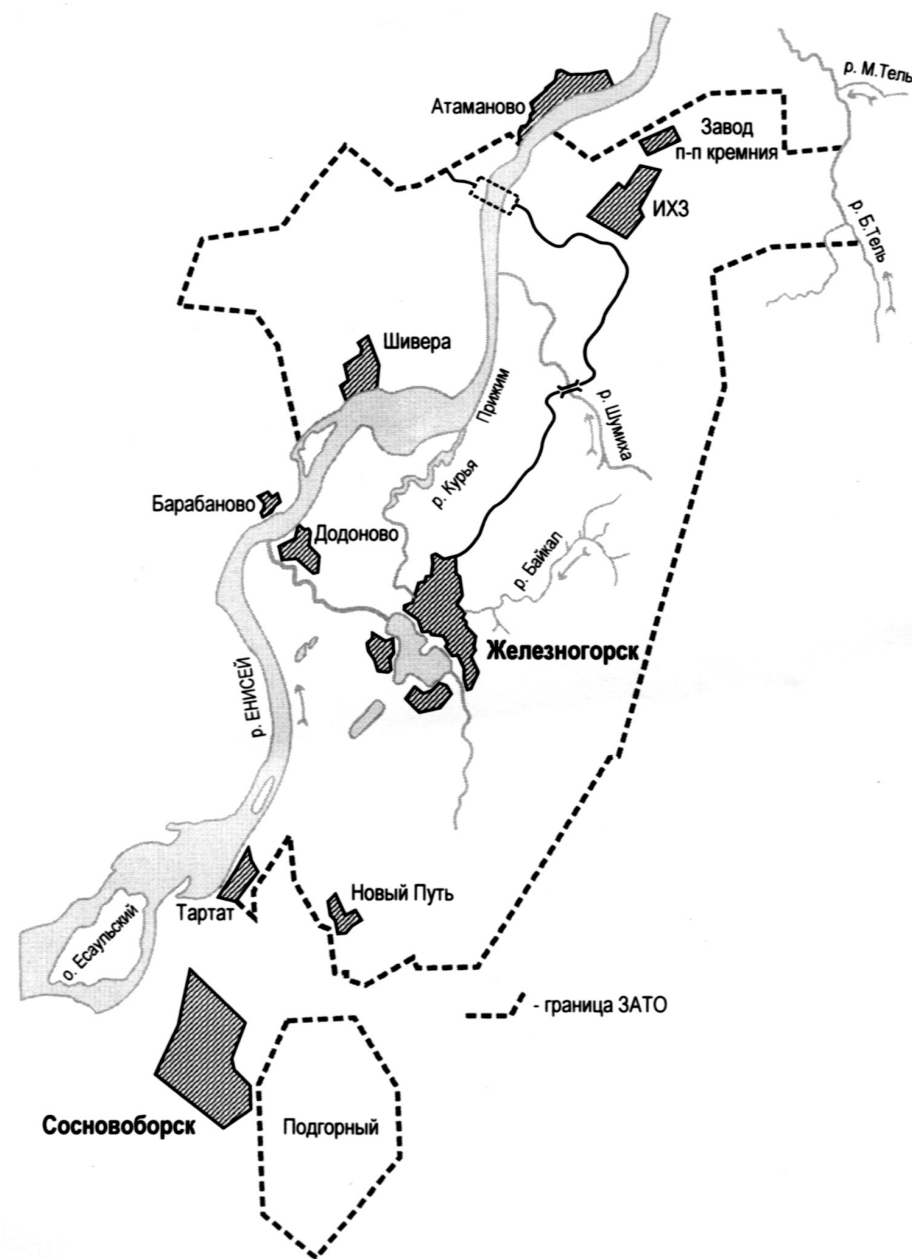 р. М.Тель
Атаманово
Завод
п-п кремния
ИХЗ
р. Б.Тель
Шивера
Прижим
р. Шумиха
р. Курья
Барабаново
Додоново
р. Байкал
Железногорск
р. ЕНИСЕЙ
Новый Путь
Тартат
о. Есаульский
- граница ЗАТО
Сосновоборск
Подгорный